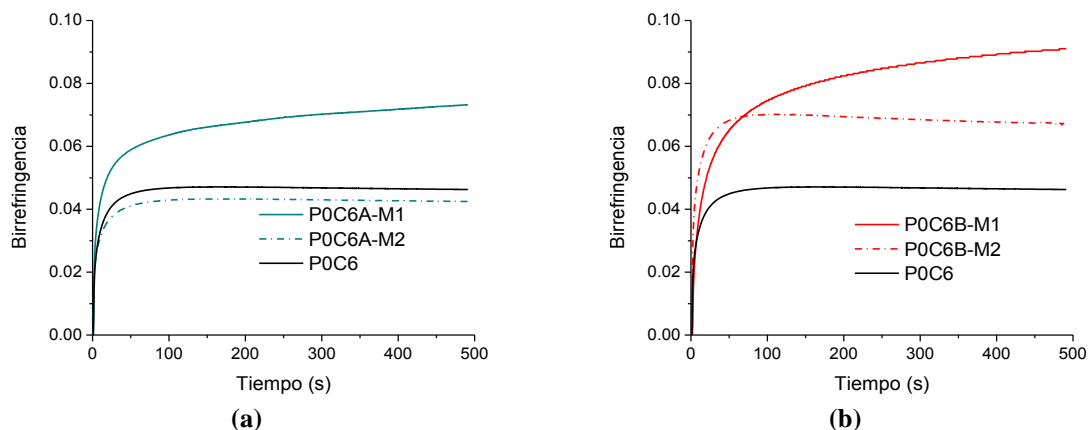 0.10
0.08
0.06
0.04
0.02
0.00
Birrefringencia
P0C6A-M1
P0C6A-M2
P0C6
0 100 200 300 400 500
Tiempo (s)
(a)
0.10
0.08
0.06
0.04
0.02
0.00
Birrefringencia
P0C6B-M1
P0C6B-M2
P0C6
0 100 200 300 400 500
Tiempo (s)
(b)